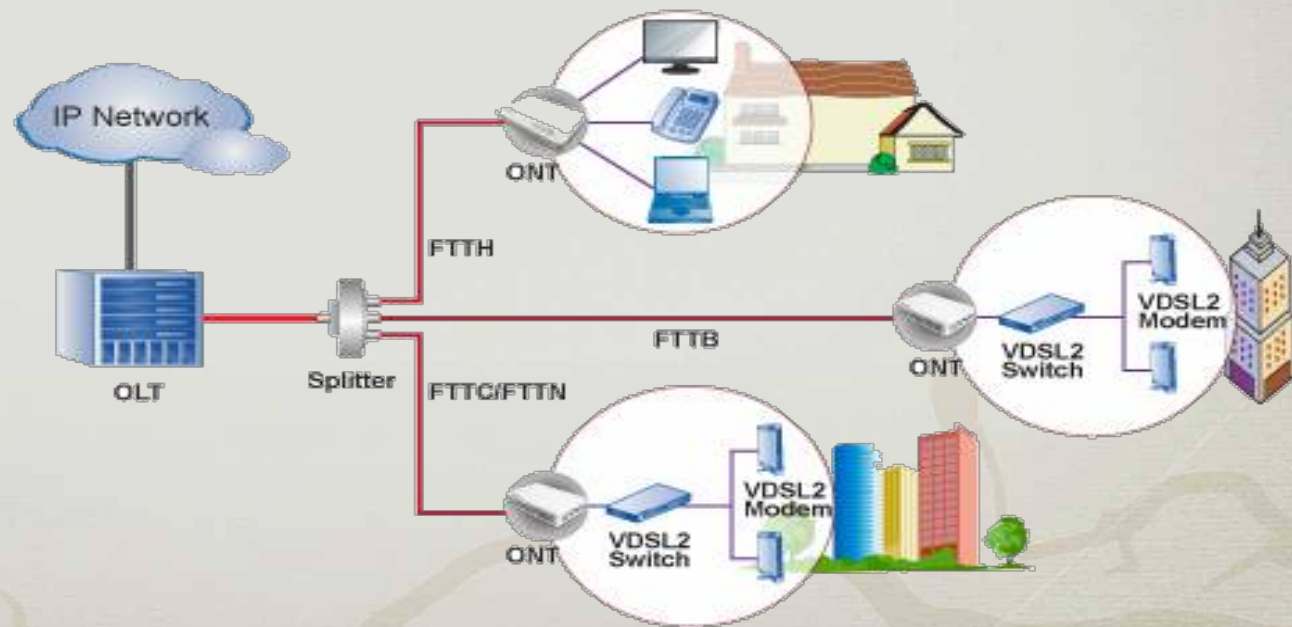 IP Network
OLT
Splitter
FTTH
ONT
FTTB
ONT
VDSL2
Switch
VDSL2
Modem
FTTC/FTTN
ONT
VDSL2
Switch
VDSL2
Modem